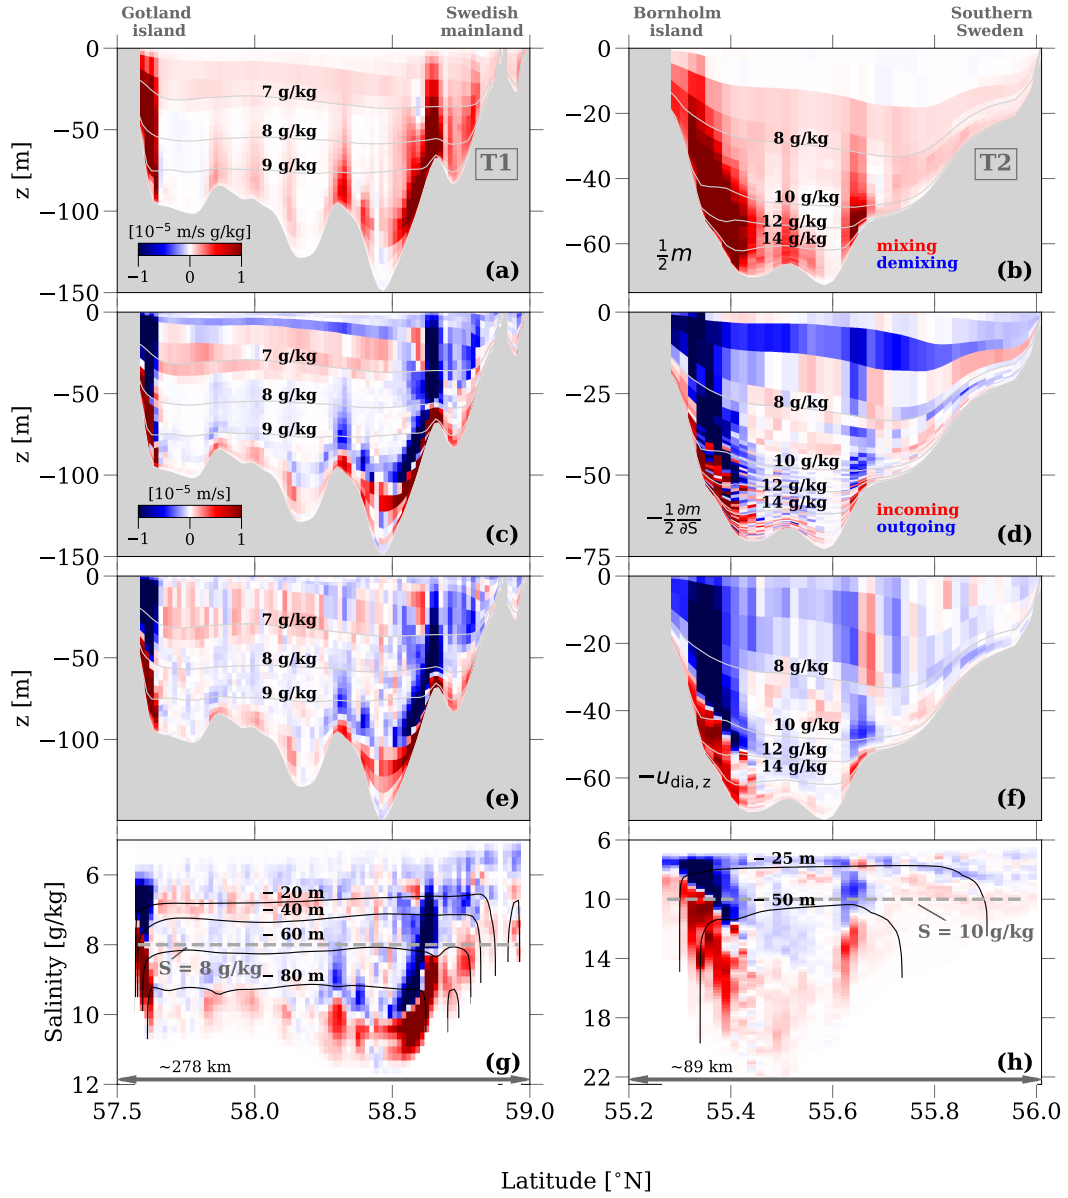 Gotland island
Swedish mainland
Bornholm island
Southern Sweden
0
−50
−100
−150
z [m]
7 g/kg
8 g/kg
9 g/kg
T1
[10⁻⁵ m/s g/kg]
−1 0 1
(a)
0
−20
−40
−60
8 g/kg
10 g/kg
12 g/kg
14 g/kg
T2
½m
mixing
demixing
(b)
0
−50
−100
−150
z [m]
7 g/kg
8 g/kg
9 g/kg
[10⁻⁵ m/s]
−1 0 1
(c)
0
−25
−50
−75
8 g/kg
10 g/kg
12 g/kg
14 g/kg
−½ ∂m/∂S
incoming
outgoing
(d)
0
−50
−100
z [m]
7 g/kg
8 g/kg
9 g/kg
(e)
0
−20
−40
−60
8 g/kg
10 g/kg
12 g/kg
14 g/kg
−u_dia, z
(f)
6
8
10
12
Salinity [g/kg]
− 20 m
− 40 m
− 60 m
S = 8 g/kg
− 80 m
~278 km
(g)
57.5 58.0 58.5 59.0
6
10
14
18
22
− 25 m
− 50 m
S = 10 g/kg
~89 km
(h)
55.2 55.4 55.6 55.8 56.0
Latitude [°N]